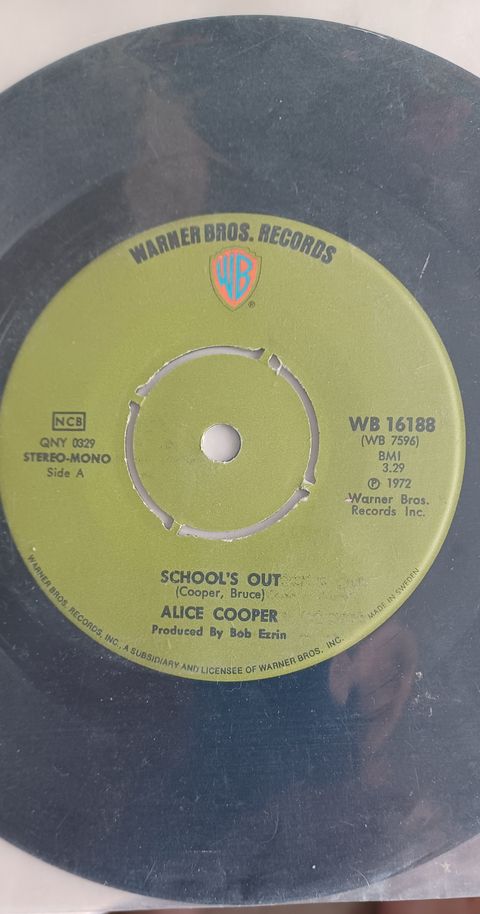 WARNER BROS. RECORDS
WB
®
NCB
QNY 0329
STEREO-MONO
Side A
WB 16188
(WB 7596)
BMI
3.29
Ⓟ 1972
Warner Bros.
Records Inc.
SCHOOL'S OUT
(Cooper, Bruce)
ALICE COOPER
Produced By Bob Ezrin
WARNER BROS. RECORDS, INC., A SUBSIDIARY AND LICENSEE OF WARNER BROS. INC.
MADE IN SWEDEN